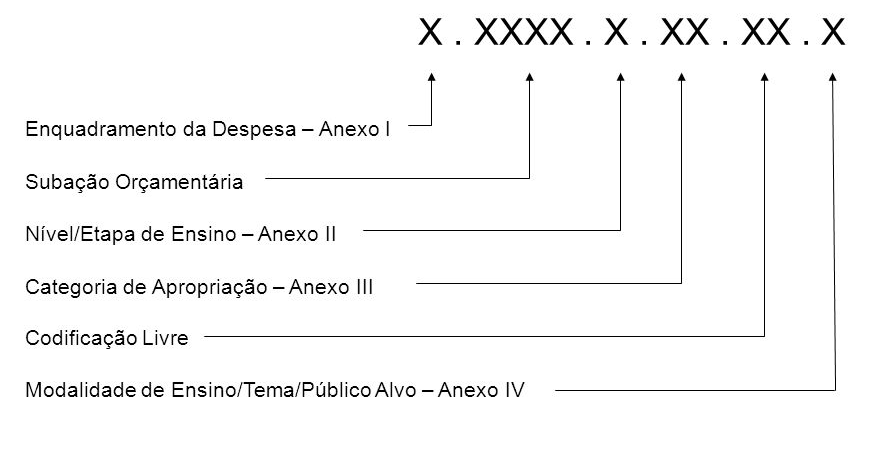 X . XXXX . X . XX . XX . X
Enquadramento da Despesa – Anexo I
Subação Orçamentária
Nível/Etapa de Ensino – Anexo II
Categoria de Apropriação – Anexo III
Codificação Livre
Modalidade de Ensino/Tema/Público Alvo – Anexo IV